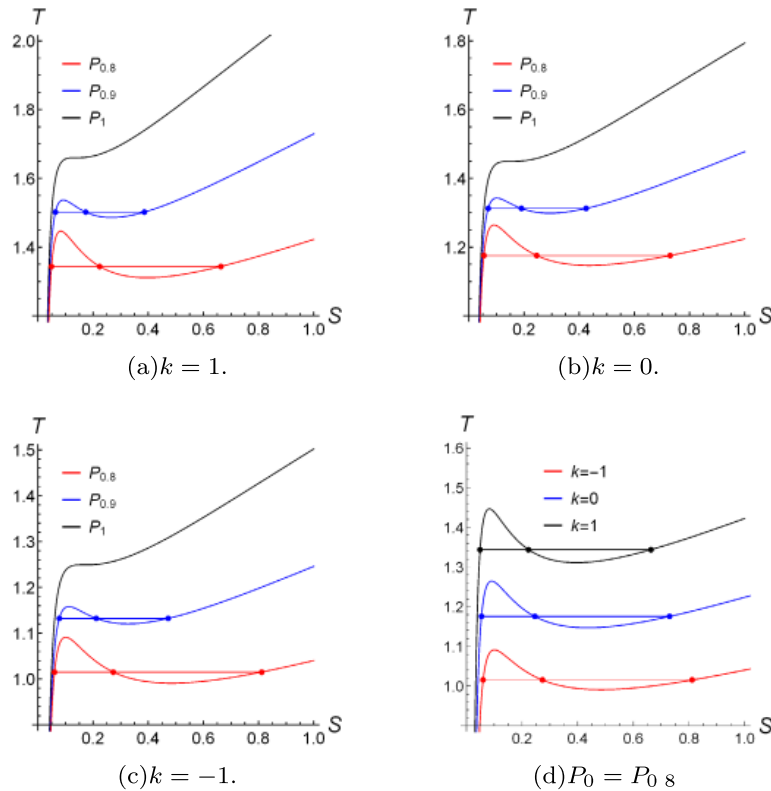 T
2.0
1.8
1.6
1.4
P0.8
P0.9
P1
0.2 0.4 0.6 0.8 1.0 S
(a)k = 1.
T
1.8
1.6
1.4
1.2
P0.8
P0.9
P1
0.2 0.4 0.6 0.8 1.0 S
(b)k = 0.
T
1.5
1.4
1.3
1.2
1.1
1.0
P0.8
P0.9
P1
0.2 0.4 0.6 0.8 1.0 S
(c)k = −1.
T
1.6
1.5
1.4
1.3
1.2
1.1
1.0
k=-1
k=0
k=1
0.2 0.4 0.6 0.8 1.0 S
(d)P0 = P0 8